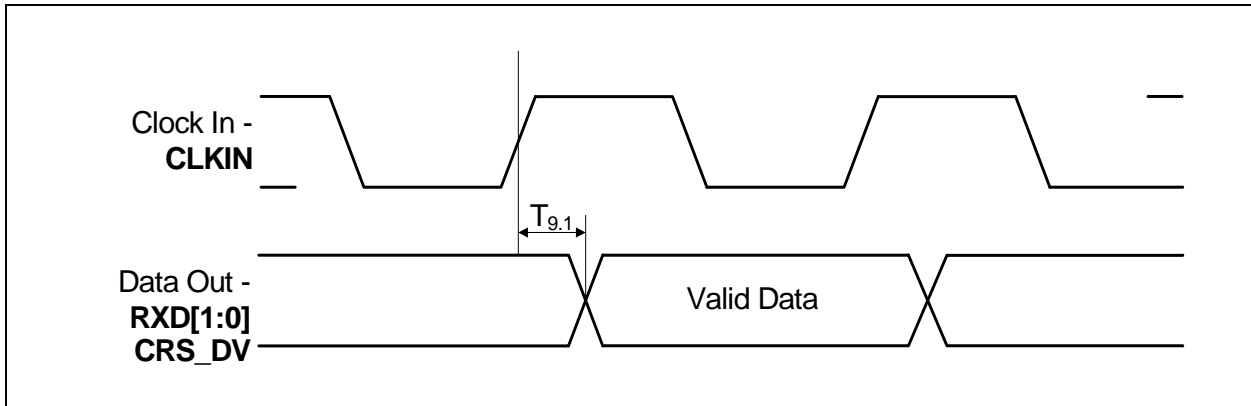 Clock In -
CLKIN
T9.1
Data Out -
RXD[1:0]
CRS_DV
Valid Data